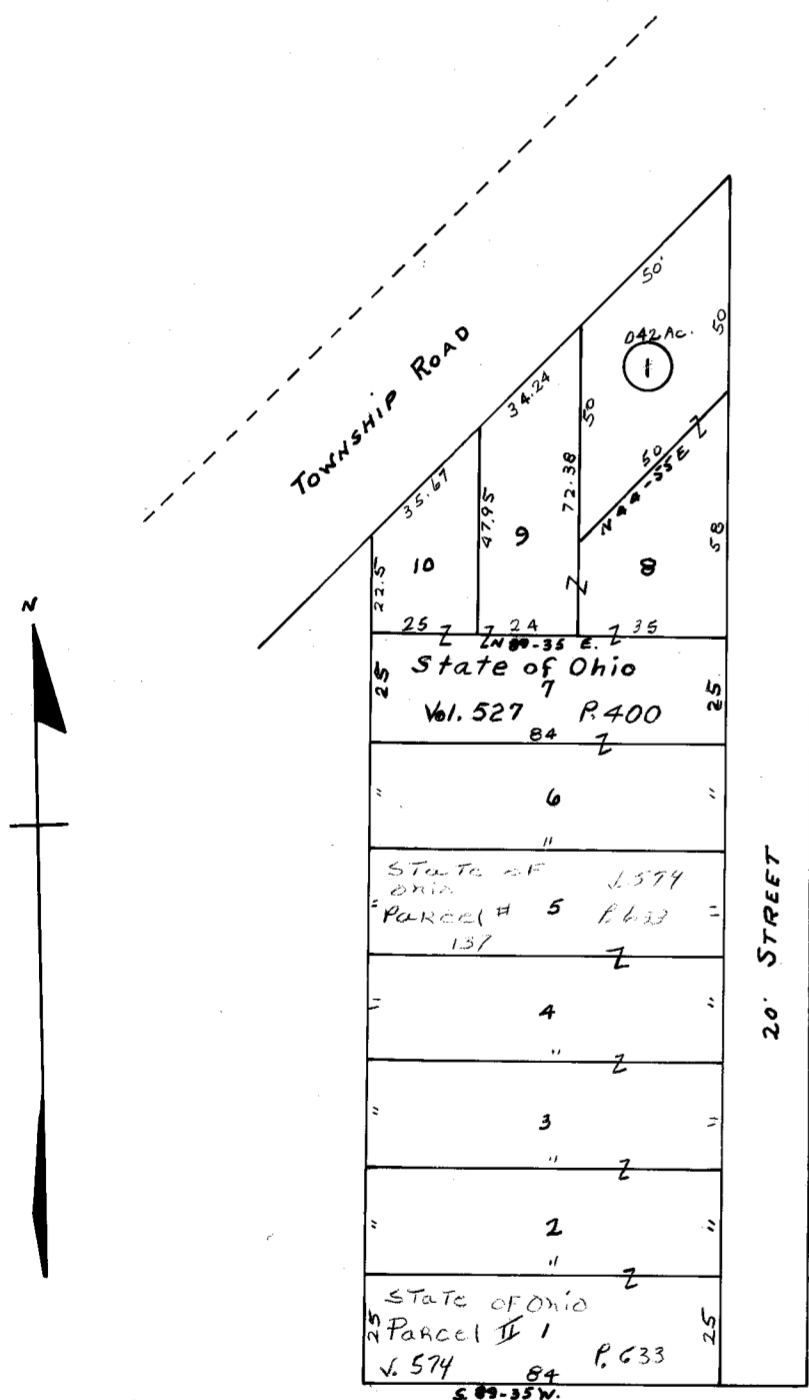 TOWNSHIP ROAD
50'
50
042 Ac.
1
34.24
50
50
N 44-55 E
35.67
72.38
47.95
9
58
10
8
22.5
N
25 24 35
N 89-35 E.
State of Ohio
25 7 25
Vol. 527 P. 400
84
" 6 "
"
State of V. 574
Ohio
Parcel # 5 P. 633
137
" "
" 4 "
"
" 3 "
"
" 2 "
"
20' STREET
State of Ohio
25 Parcel II 1 25
V. 574 P. 633
84
S. 89-35 W.